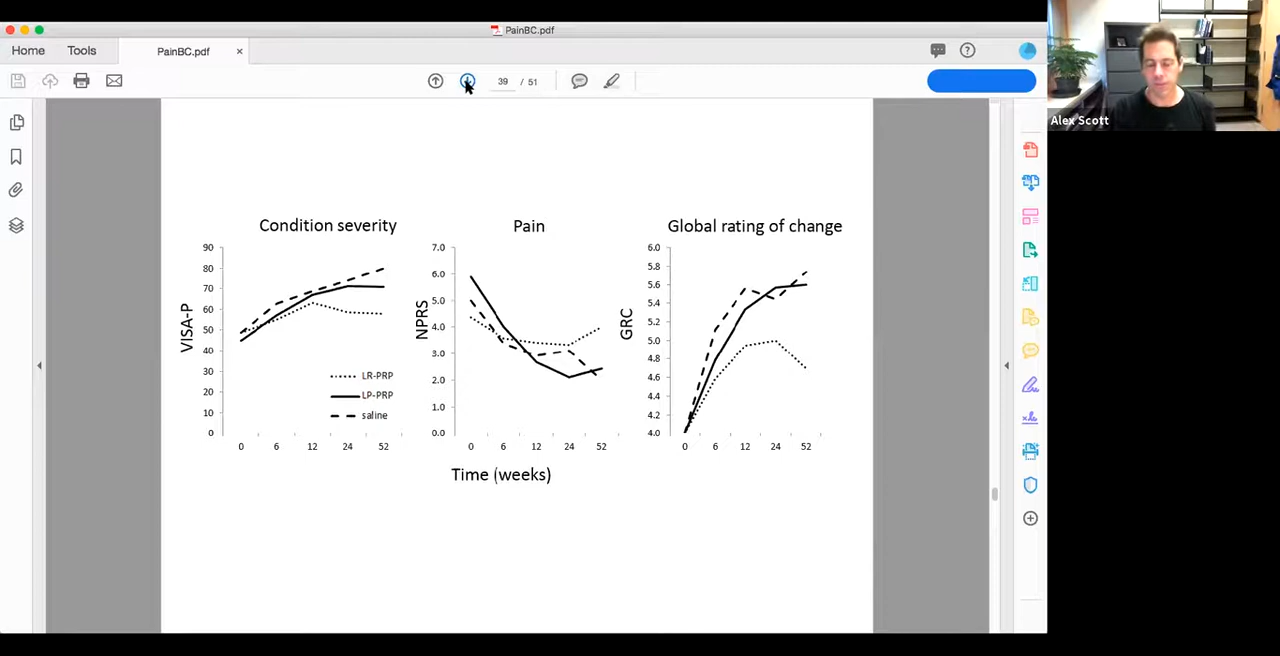 PainBC.pdf
Home
Tools
PainBC.pdf
×
39 / 51
Alex Scott
Condition severity
Pain
Global rating of change
VISA-P
90
80
70
60
50
40
30
20
10
0
0 6 12 24 52
LR-PRP
LP-PRP
saline
NPRS
7.0
6.0
5.0
4.0
3.0
2.0
1.0
0.0
0 6 12 24 52
GRC
6.0
5.8
5.6
5.4
5.2
5.0
4.8
4.6
4.4
4.2
4.0
0 6 12 24 52
Time (weeks)